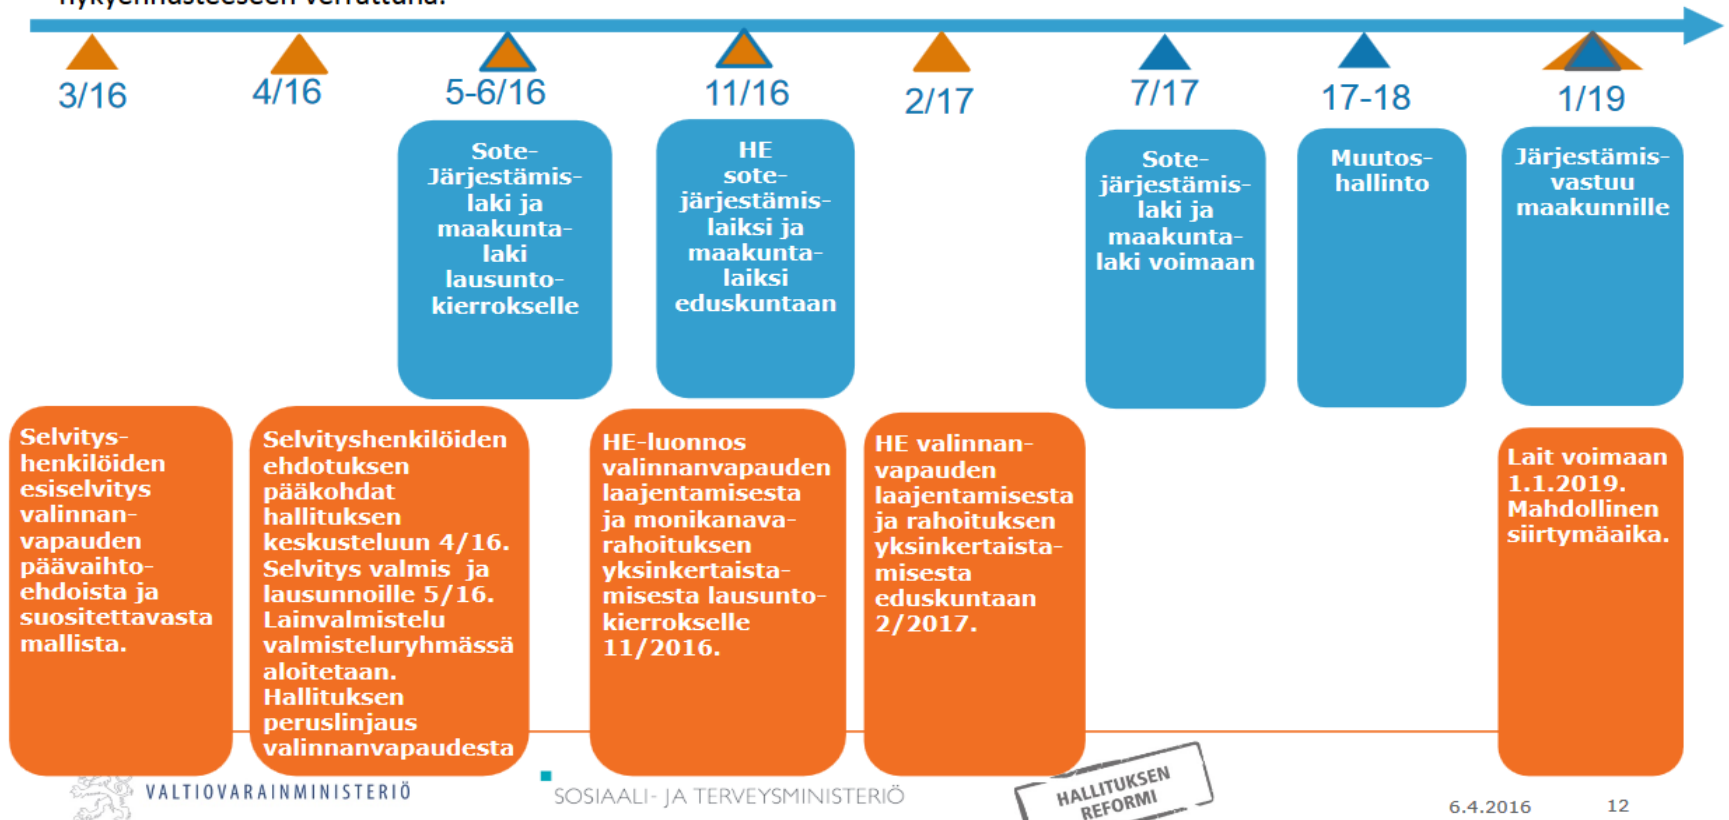 nykyennusteeseen verrattuna.
3/16
4/16
5-6/16
11/16
2/17
7/17
17-18
1/19
Sote-
Järjestämis-
laki ja
maakunta-
laki
lausunto-
kierrokselle
HE
sote-
järjestämis-
laiksi ja
maakunta-
laiksi
eduskuntaan
Sote-
järjestämis-
laki ja
maakunta-
laki voimaan
Muutos-
hallinto
Järjestämis-
vastuu
maakunnille
Selvitys-
henkilöiden
esiselvitys
valinnan-
vapauden
päävaihto-
ehdoista ja
suositettavasta
mallista.
Selvityshenkilöiden
ehdotuksen
pääkohdat
hallituksen
keskusteluun 4/16.
Selvitys valmis ja
lausunnoille 5/16.
Lainvalmistelu
valmisteluryhmässä
aloitetaan.
Hallituksen
peruslinjaus
valinnanvapaudesta
HE-luonnos
valinnanvapauden
laajentamisesta
ja monikanava-
rahoituksen
yksinkertaista-
misesta lausunto-
kierrokselle
11/2016.
HE valinnan-
vapauden
laajentamisesta
ja rahoituksen
yksinkertaista-
misesta
eduskuntaan
2/2017.
Lait voimaan
1.1.2019.
Mahdollinen
siirtymäaika.
VALTIOVARAINMINISTERIÖ
SOSIAALI- JA TERVEYSMINISTERIÖ
HALLITUKSEN
REFORMI
6.4.2016
12